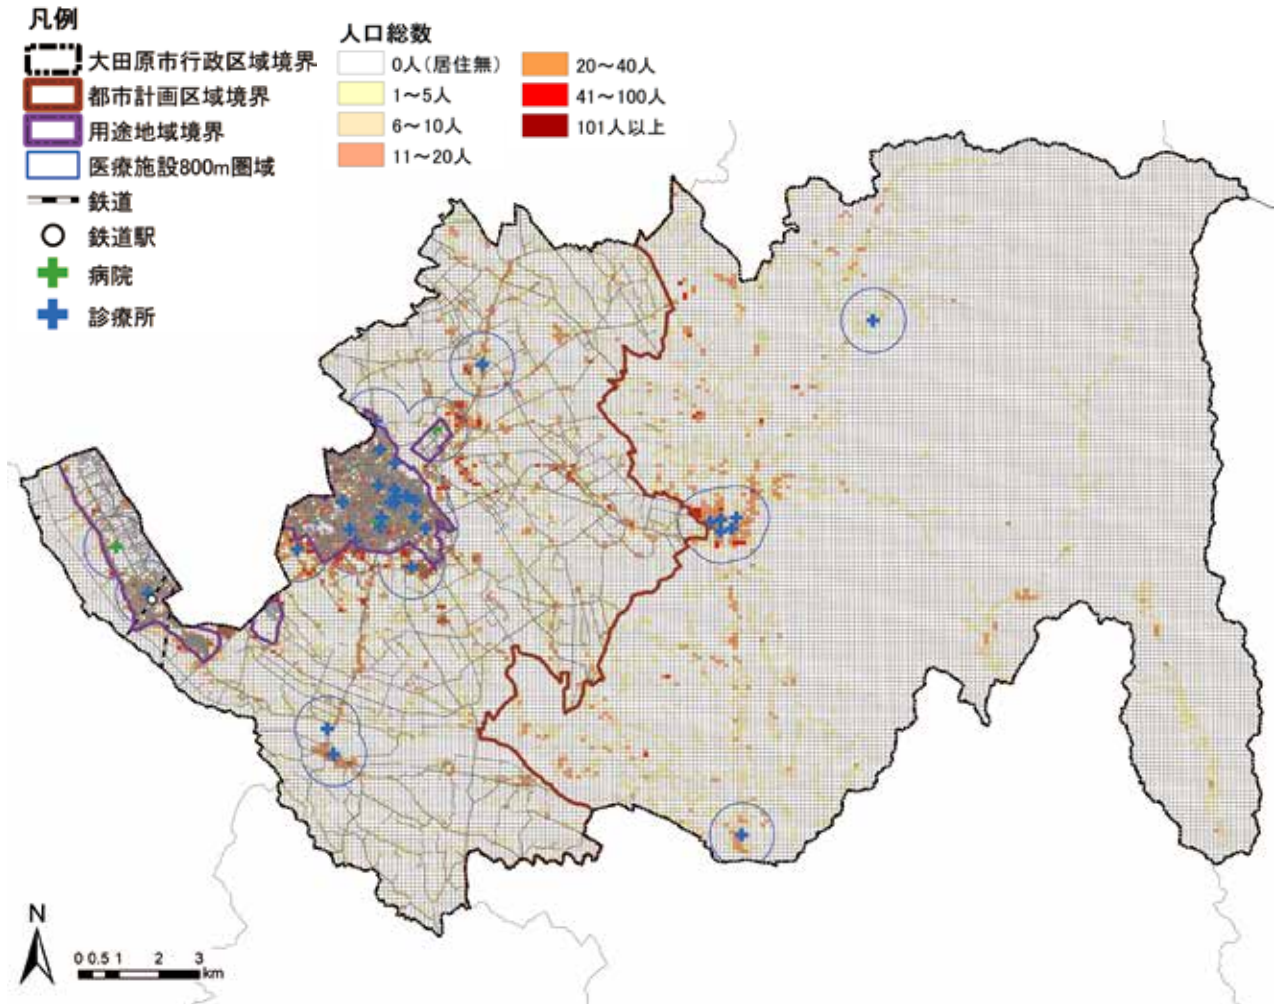 凡例
大田原市行政区域境界
都市計画区域境界
用途地域境界
医療施設800m圏域
鉄道
鉄道駅
病院
診療所
人口総数
0人(居住無)
1～5人
6～10人
11～20人
20～40人
41～100人
101人以上
N
0 0.5 1 2 3
km